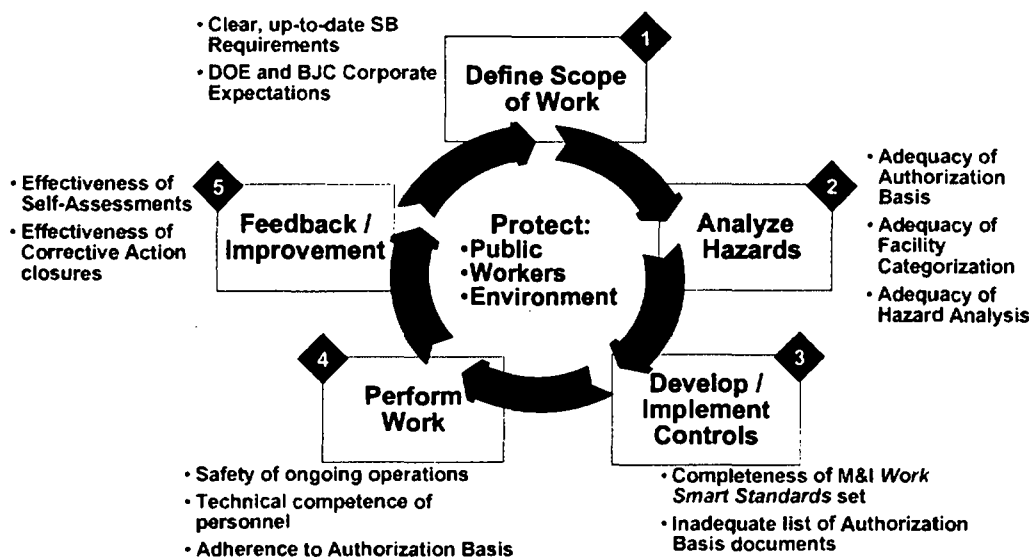 • Clear, up-to-date SB
Requirements
• DOE and BJC Corporate
Expectations
1
Define Scope
of Work
2
Analyze
Hazards
• Adequacy of
Authorization
Basis
• Adequacy of
Facility
Categorization
• Adequacy of
Hazard Analysis
3
Develop /
Implement
Controls
• Completeness of M&I Work
Smart Standards set
• Inadequate list of Authorization
Basis documents
4
Perform
Work
• Safety of ongoing operations
• Technical competence of
personnel
• Adherence to Authorization Basis
5
Feedback /
Improvement
• Effectiveness of
Self-Assessments
• Effectiveness of
Corrective Action
closures
Protect:
•Public
•Workers
•Environment